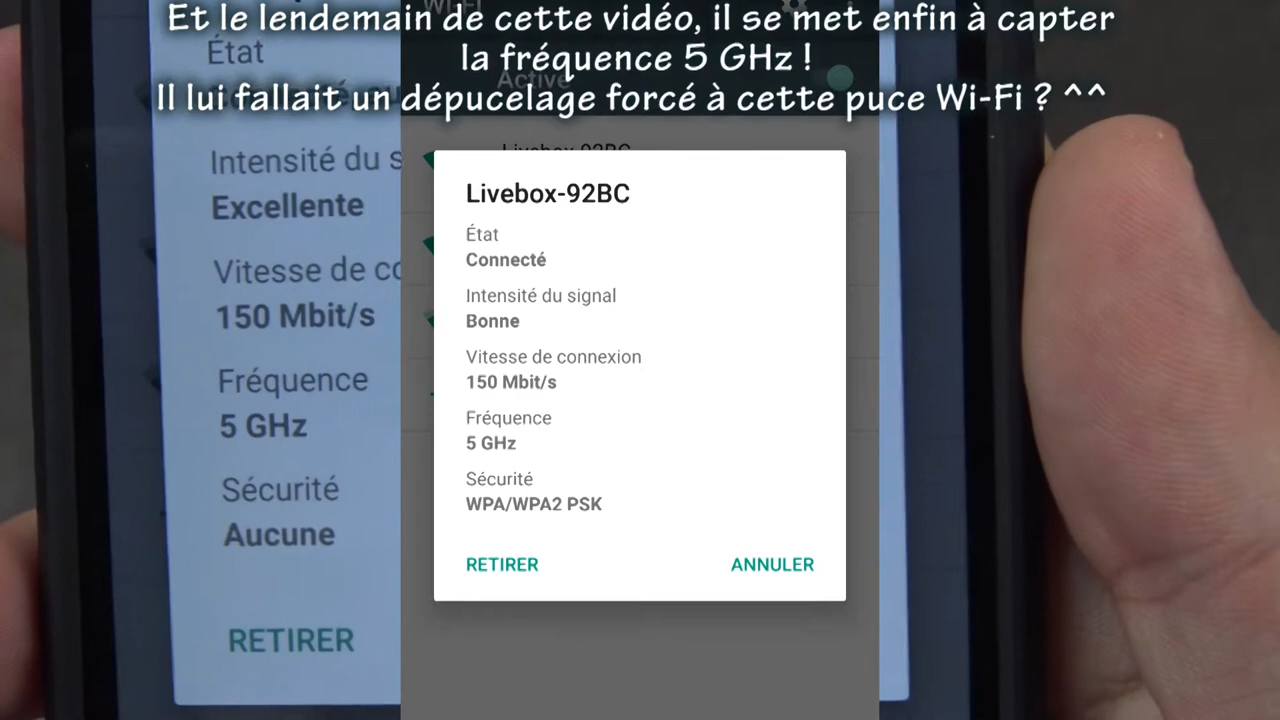 Et le lendemain de cette vidéo, il se met enfin à capter
la fréquence 5 GHz !
Il lui fallait un dépucelage forcé à cette puce Wi-Fi ? ^^
État
Intensité du s
Excellente
Vitesse de co
150 Mbit/s
Fréquence
5 GHz
Sécurité
Aucune
RETIRER
Activé
Livebox-92BC
Livebox-92BC
État
Connecté
Intensité du signal
Bonne
Vitesse de connexion
150 Mbit/s
Fréquence
5 GHz
Sécurité
WPA/WPA2 PSK
RETIRER
ANNULER